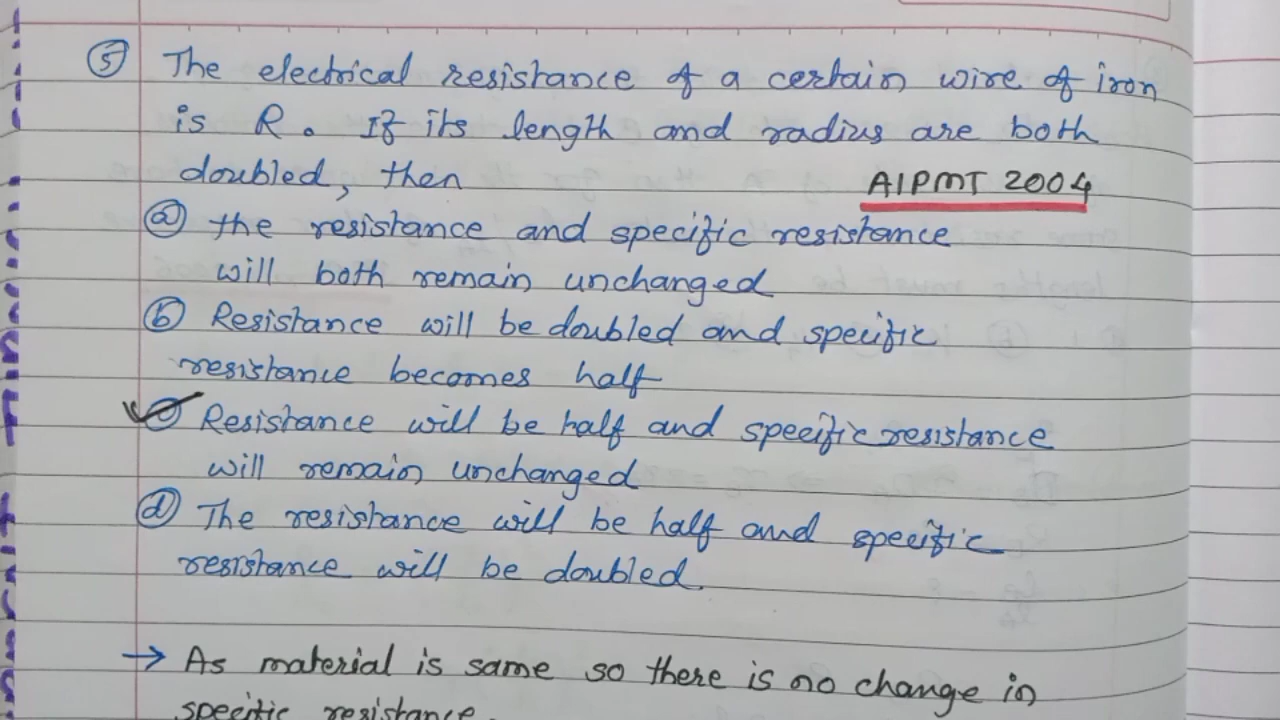 ⑤ The electrical resistance of a certain wire of iron
is R. If its length and radius are both
doubled, then
AIPMT 2004
ⓐ the resistance and specific resistance
will both remain unchanged
ⓑ Resistance will be doubled and specific
resistance becomes half
ⓒ Resistance will be half and specific resistance
will remain unchanged
ⓓ The resistance will be half and specific
resistance will be doubled
→ As material is same so there is no change in
specific resistance.